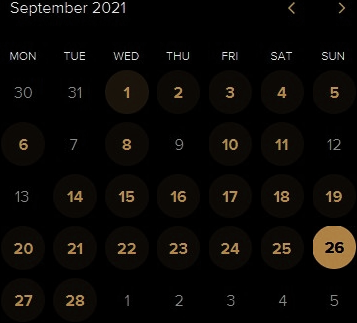 September 2021
MON TUE WED THU FRI SAT SUN
30 31 1 2 3 4 5
6 7 8 9 10 11 12
13 14 15 16 17 18 19
20 21 22 23 24 25 26
27 28 1 2 3 4 5